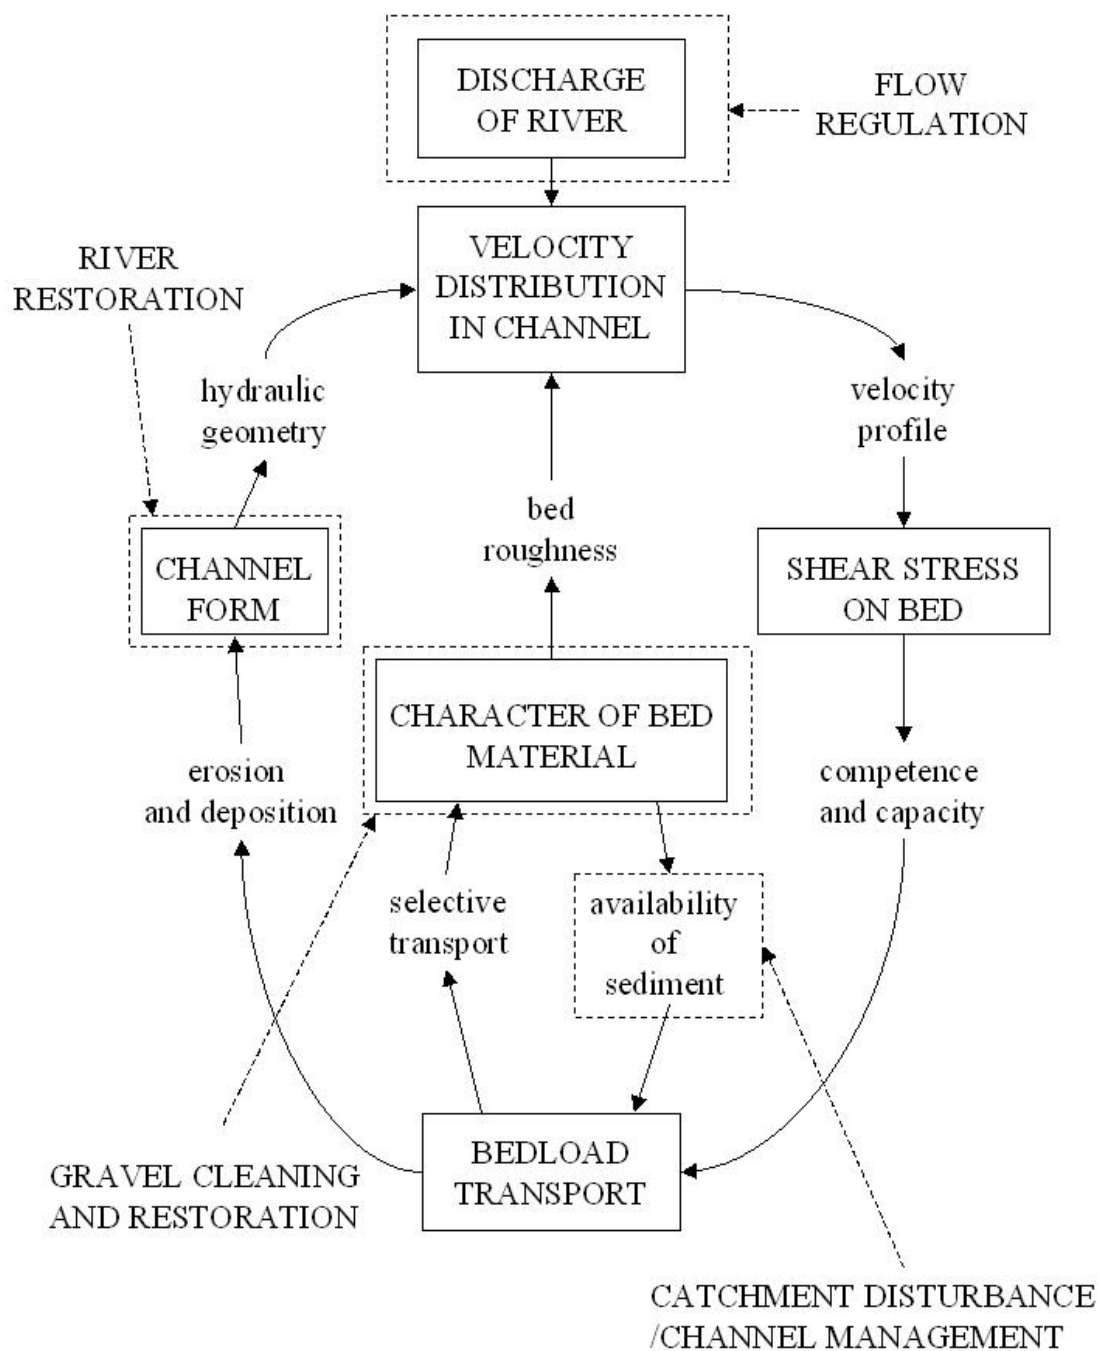 DISCHARGE
OF RIVER
FLOW
REGULATION
VELOCITY
DISTRIBUTION
IN CHANNEL
RIVER
RESTORATION
hydraulic
geometry
velocity
profile
bed
roughness
CHANNEL
FORM
SHEAR STRESS
ON BED
CHARACTER OF BED
MATERIAL
erosion
and deposition
competence
and capacity
selective
transport
availability
of
sediment
BEDLOAD
TRANSPORT
GRAVEL CLEANING
AND RESTORATION
CATCHMENT DISTURBANCE
/CHANNEL MANAGEMENT